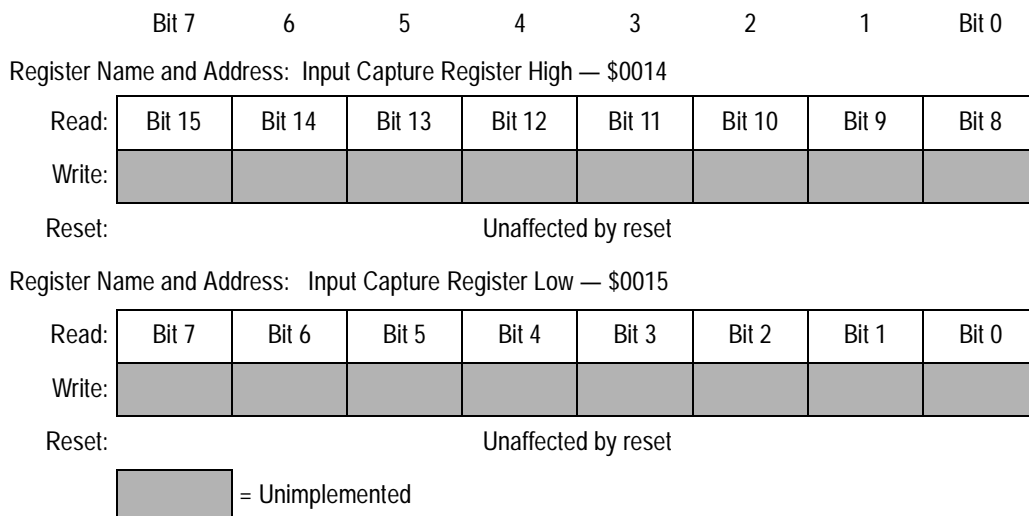 Bit 7 6 5 4 3 2 1 Bit 0
Register Name and Address: Input Capture Register High — $0014
Read: Bit 15 Bit 14 Bit 13 Bit 12 Bit 11 Bit 10 Bit 9 Bit 8
Write:
Reset: Unaffected by reset
Register Name and Address: Input Capture Register Low — $0015
Read: Bit 7 Bit 6 Bit 5 Bit 4 Bit 3 Bit 2 Bit 1 Bit 0
Write:
Reset: Unaffected by reset
= Unimplemented